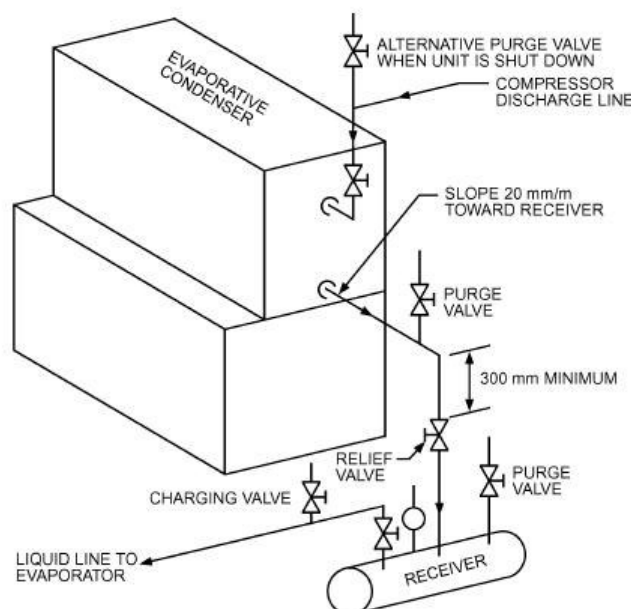 EVAPORATIVE
CONDENSER
ALTERNATIVE PURGE VALVE
WHEN UNIT IS SHUT DOWN
COMPRESSOR
DISCHARGE LINE
SLOPE 20 mm/m
TOWARD RECEIVER
PURGE
VALVE
300 mm MINIMUM
RELIEF
VALVE
PURGE
VALVE
CHARGING VALVE
LIQUID LINE TO
EVAPORATOR
RECEIVER